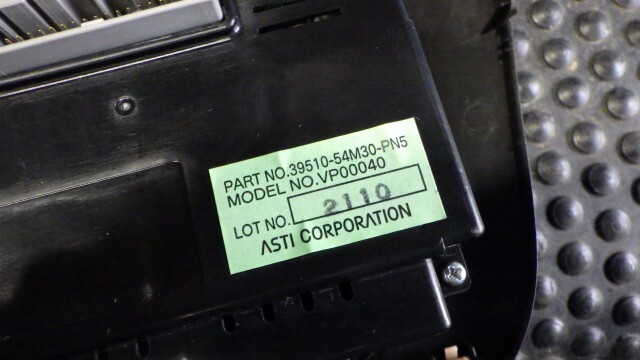 PART NO.39510-54M30-PN5
MODEL NO.VP00040
LOT NO. 2110
ASTI CORPORATION